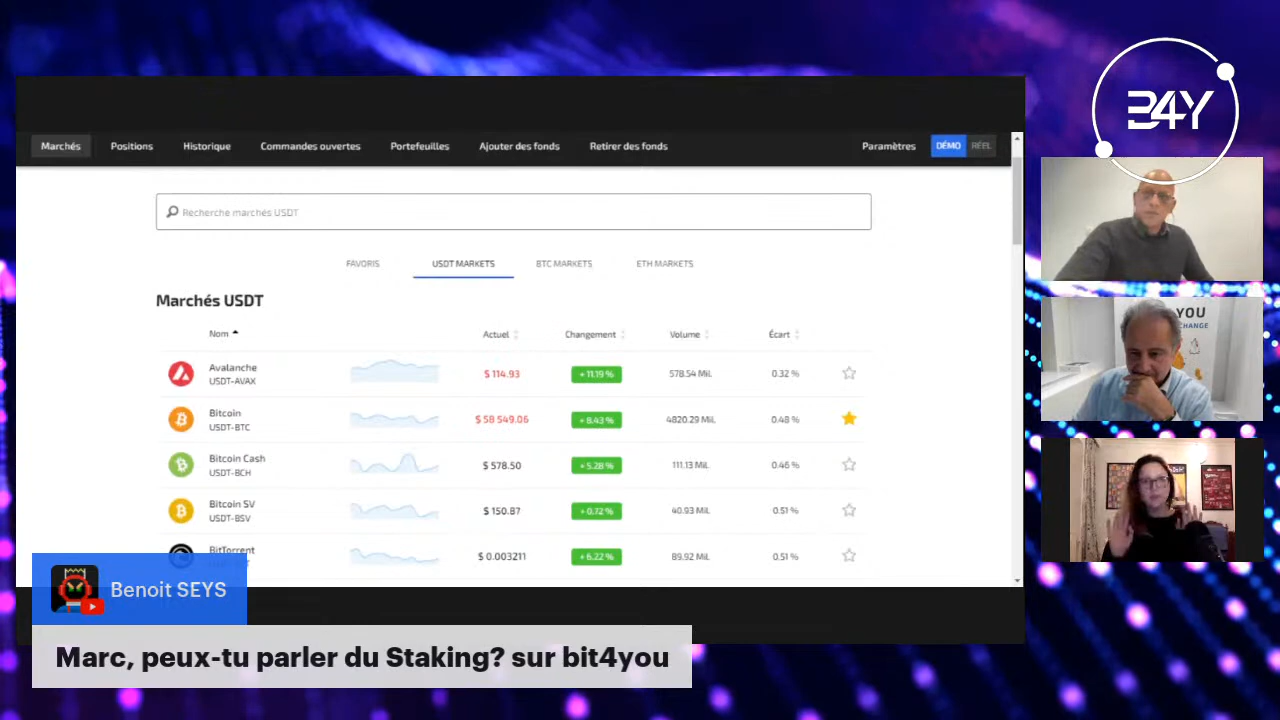 B4Y
Marchés Positions Historique Commandes ouvertes Portefeuilles Ajouter des fonds Retirer des fonds Paramètres DÉMO RÉEL
Recherche marchés USDT
FAVORIS USDT MARKETS BTC MARKETS ETH MARKETS
Marchés USDT
Nom Actuel Changement Volume Écart
Avalanche
USDT-AVAX $ 114.93 + 11.19 % 578.54 Mil. 0.32 %
Bitcoin
USDT-BTC $ 58 549.06 + 8.43 % 4820.29 Mil. 0.48 %
Bitcoin Cash
USDT-BCH $ 578.50 + 5.28 % 111.13 Mil. 0.46 %
Bitcoin SV
USDT-BSV $ 150.87 + 0.72 % 40.93 Mil. 0.51 %
BitTorrent
$ 0.003211 + 6.22 % 89.92 Mil. 0.51 %
YOU
CHANGE
Benoit SEYS
Marc, peux-tu parler du Staking? sur bit4you